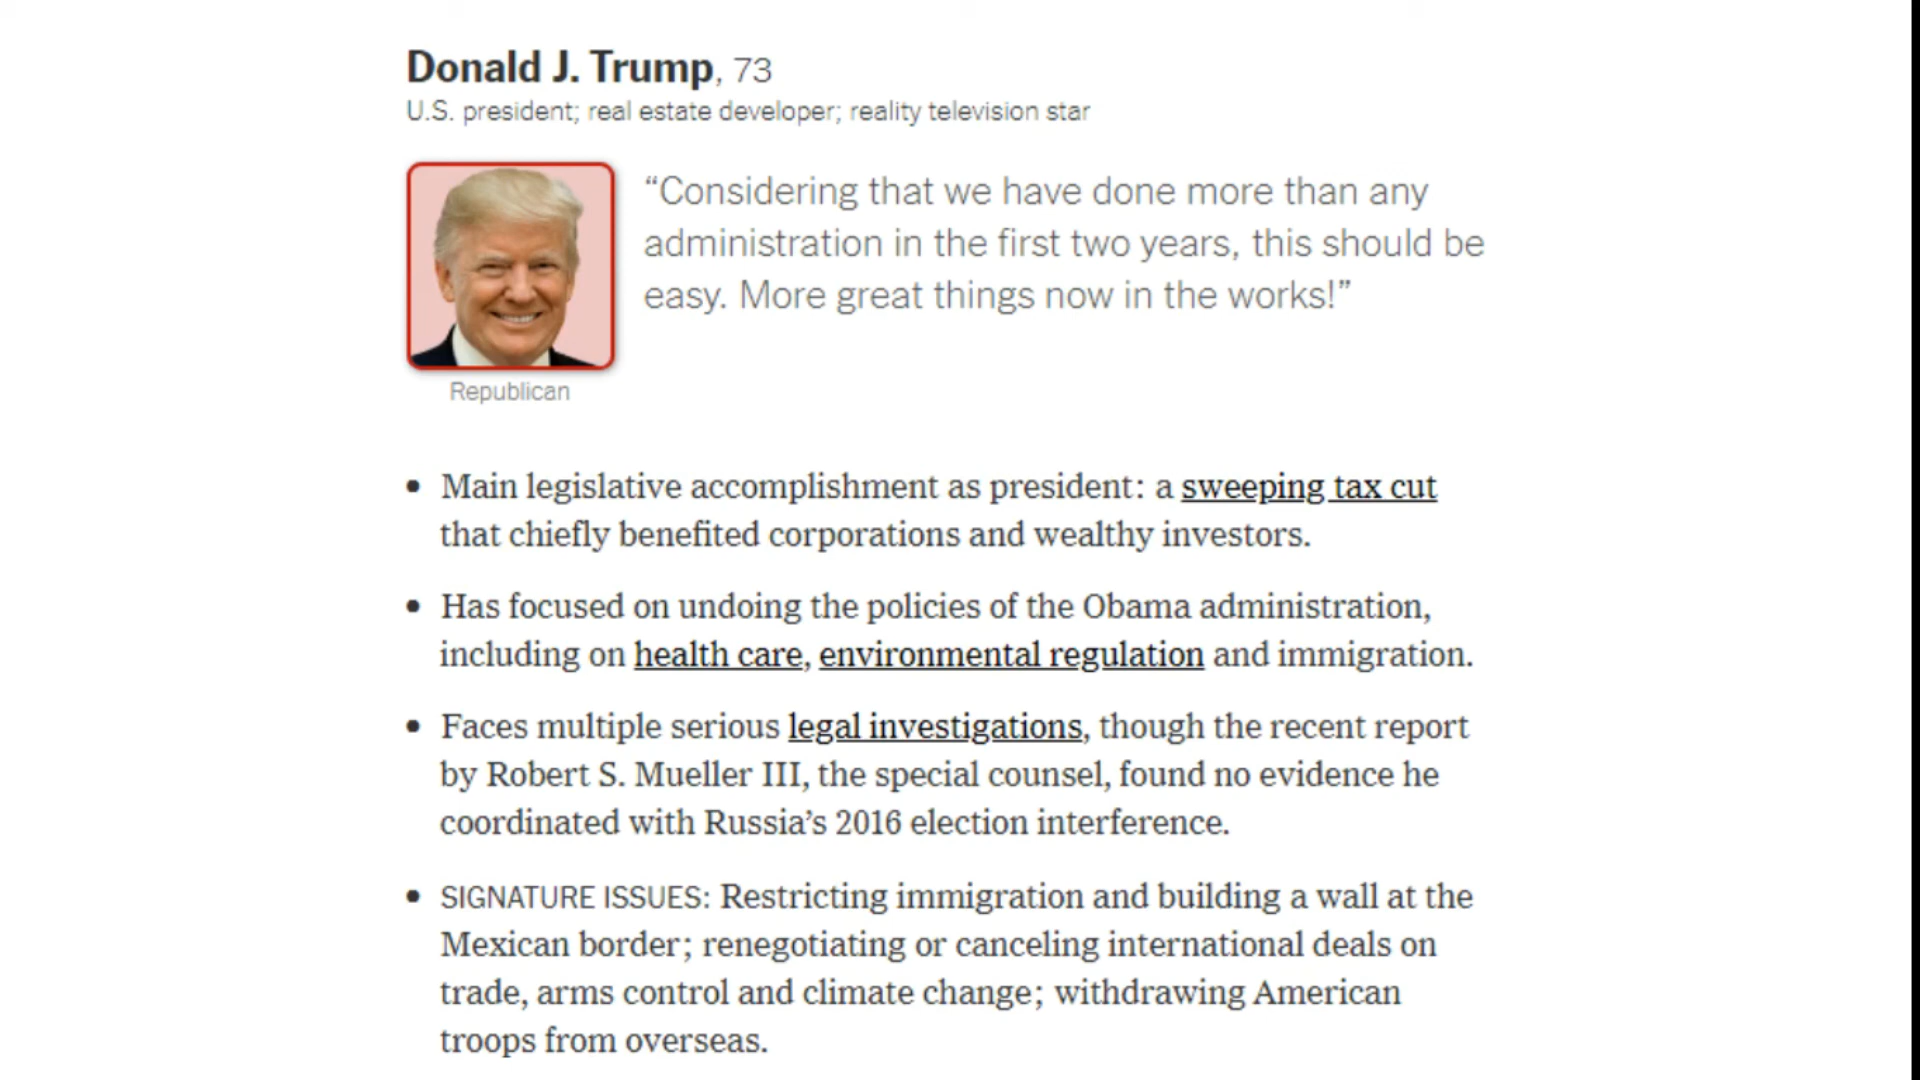 Donald J. Trump, 73
U.S. president; real estate developer; reality television star
“Considering that we have done more than any
administration in the first two years, this should be
easy. More great things now in the works!”
Republican
• Main legislative accomplishment as president: a sweeping tax cut
that chiefly benefited corporations and wealthy investors.
• Has focused on undoing the policies of the Obama administration,
including on health care, environmental regulation and immigration.
• Faces multiple serious legal investigations, though the recent report
by Robert S. Mueller III, the special counsel, found no evidence he
coordinated with Russia’s 2016 election interference.
• SIGNATURE ISSUES: Restricting immigration and building a wall at the
Mexican border; renegotiating or canceling international deals on
trade, arms control and climate change; withdrawing American
troops from overseas.